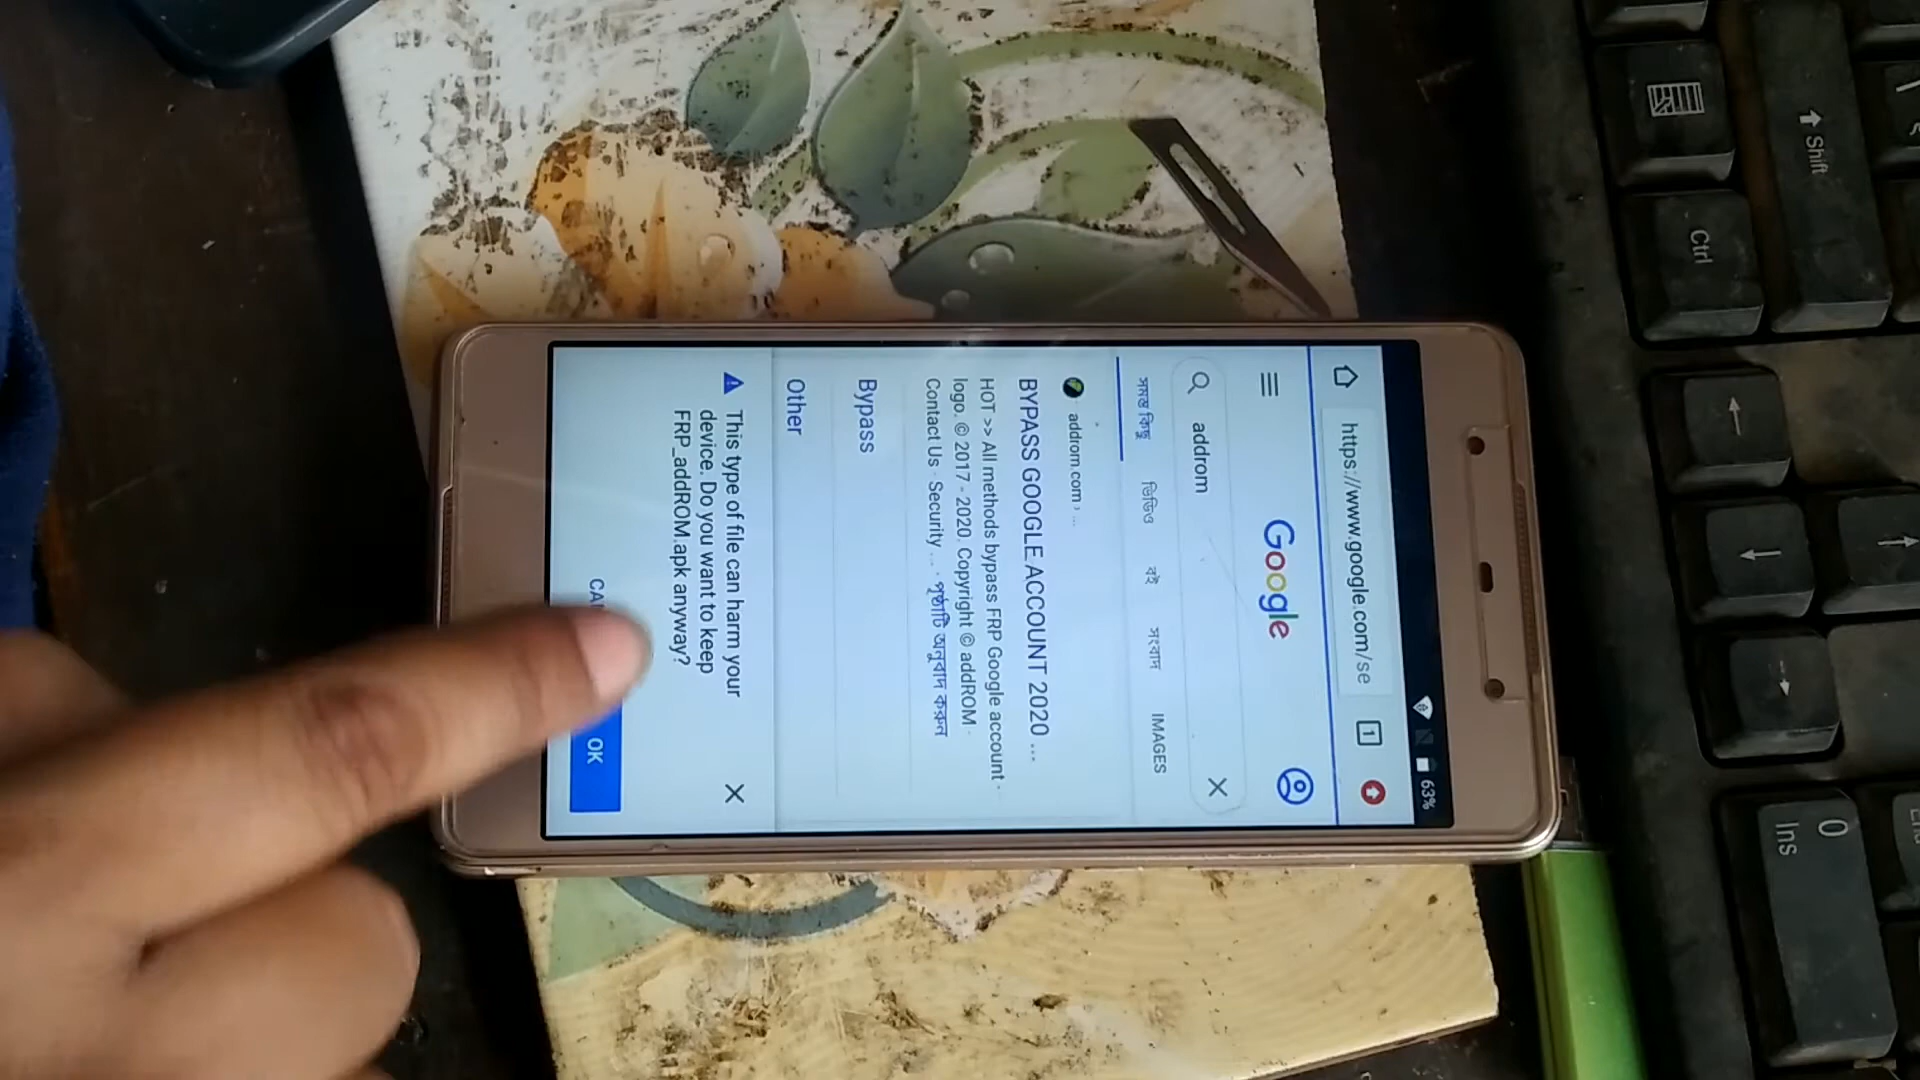 63%
https://www.google.com/se
1
Google
addrom
সমস্ত কিছু ভিডিও বই সংবাদ IMAGES
addrom.com › ...
BYPASS GOOGLE ACCOUNT 2020 ...
HOT >> All methods bypass FRP Google account ·
logo. © 2017 - 2020. Copyright © addROM ·
Contact Us · Security ... · পৃষ্ঠাটি অনুবাদ করুন
Bypass
Other
This type of file can harm your
device. Do you want to keep
FRP_addROM.apk anyway?
OK
Shift
Ctrl
0
Ins